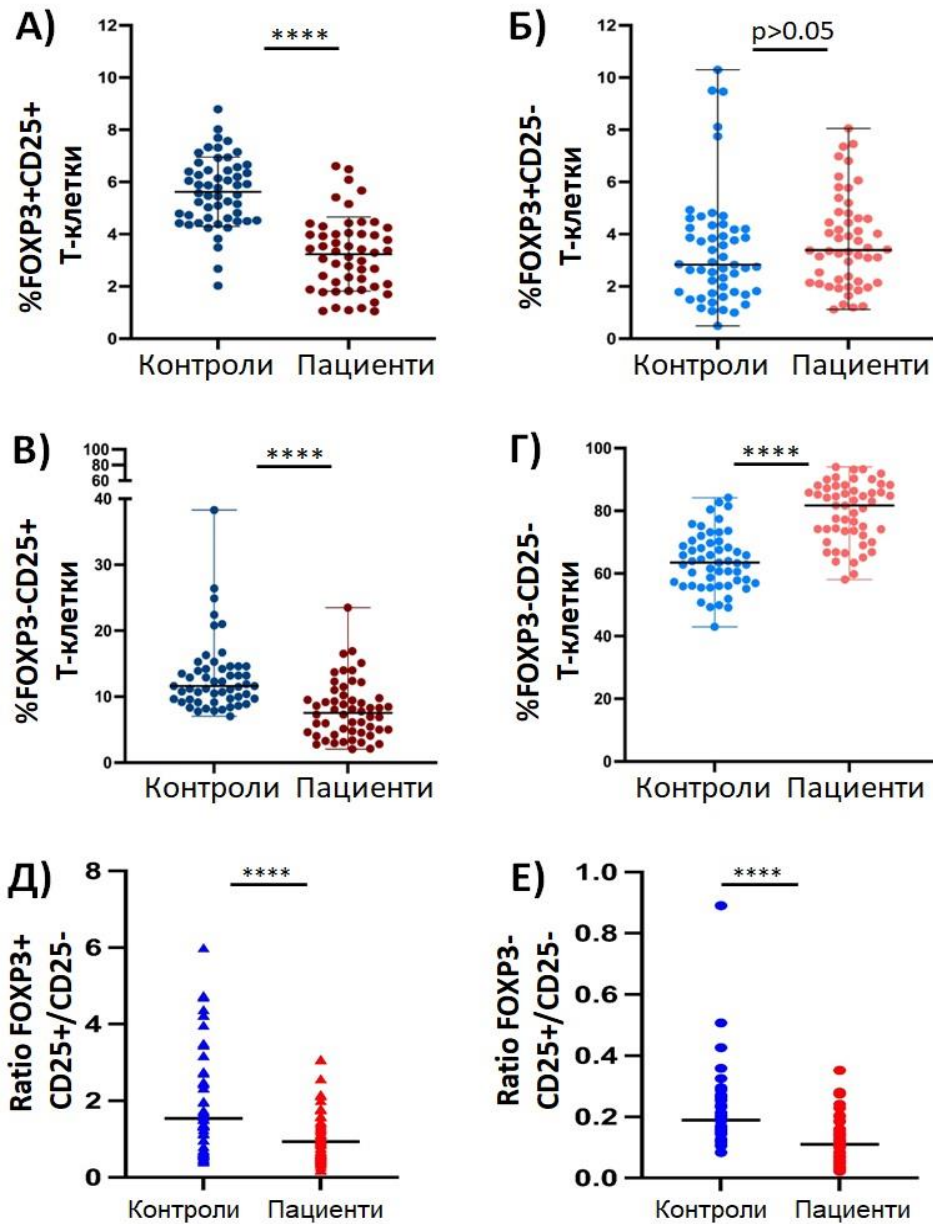 А)
****
%FOXP3+CD25+
Т-клетки
12
10
8
6
4
2
0
Контроли
Пациенти
Б)
p>0.05
%FOXP3+CD25-
Т-клетки
12
10
8
6
4
2
0
Контроли
Пациенти
В)
****
%FOXP3-CD25+
Т-клетки
100
80
60
40
30
20
10
0
Контроли
Пациенти
Г)
****
%FOXP3-CD25-
Т-клетки
100
80
60
40
20
0
Контроли
Пациенти
Д)
****
Ratio FOXP3+
CD25+/CD25-
8
6
4
2
0
Контроли
Пациенти
Е)
****
Ratio FOXP3-
CD25+/CD25-
1.0
0.8
0.6
0.4
0.2
0.0
Контроли
Пациенти